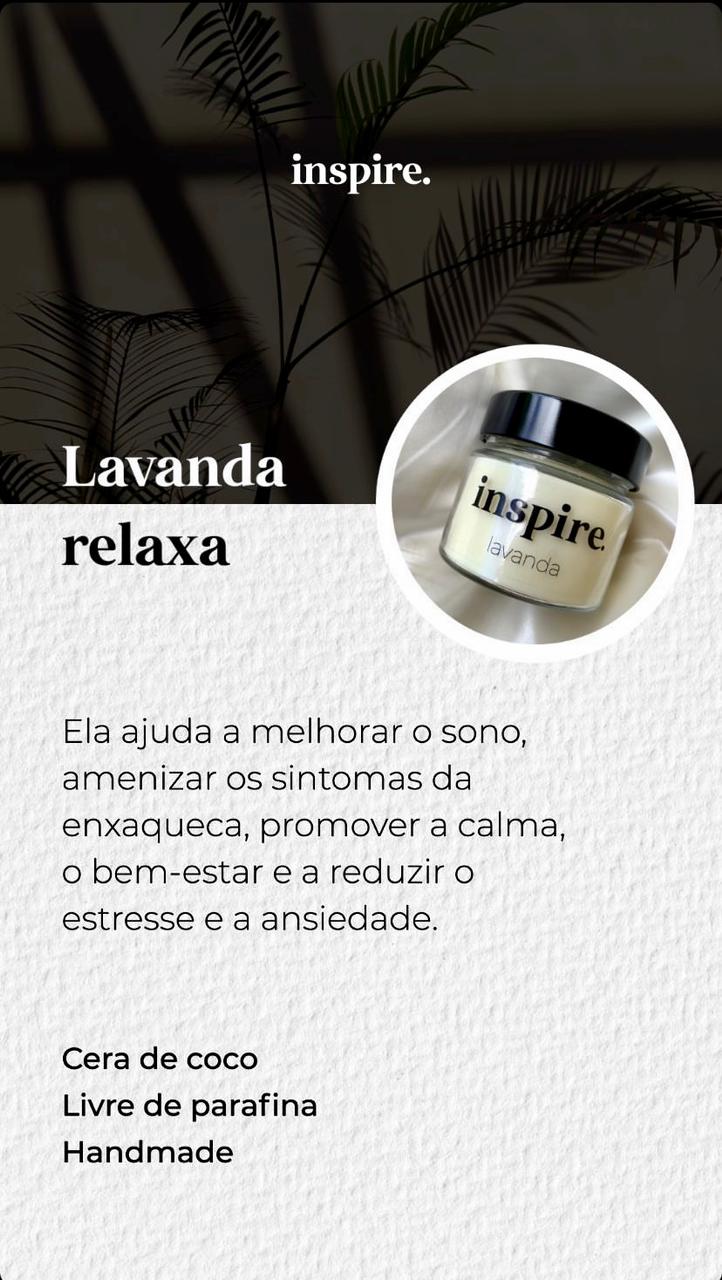 inspire.
Lavanda
relaxa
inspire.
lavanda
Ela ajuda a melhorar o sono,
amenizar os sintomas da
enxaqueca, promover a calma,
o bem-estar e a reduzir o
estresse e a ansiedade.
Cera de coco
Livre de parafina
Handmade